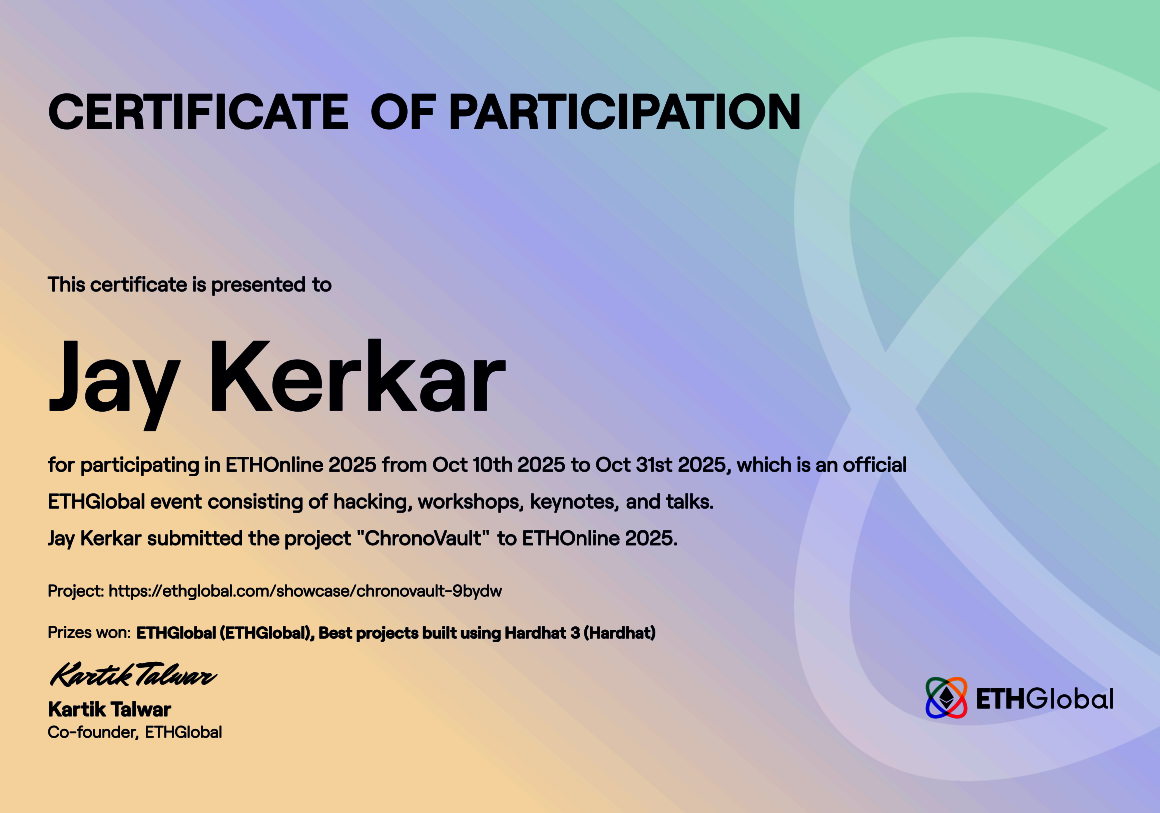 CERTIFICATE OF PARTICIPATION
This certificate is presented to
Jay Kerkar
for participating in ETHOnline 2025 from Oct 10th 2025 to Oct 31st 2025, which is an official
ETHGlobal event consisting of hacking, workshops, keynotes, and talks.
Jay Kerkar submitted the project "ChronoVault" to ETHOnline 2025.
Project: https://ethglobal.com/showcase/chronovault-9bydw
Prizes won: ETHGlobal (ETHGlobal), Best projects built using Hardhat 3 (Hardhat)
Kartik Talwar
Kartik Talwar
Co-founder, ETHGlobal
ETHGlobal